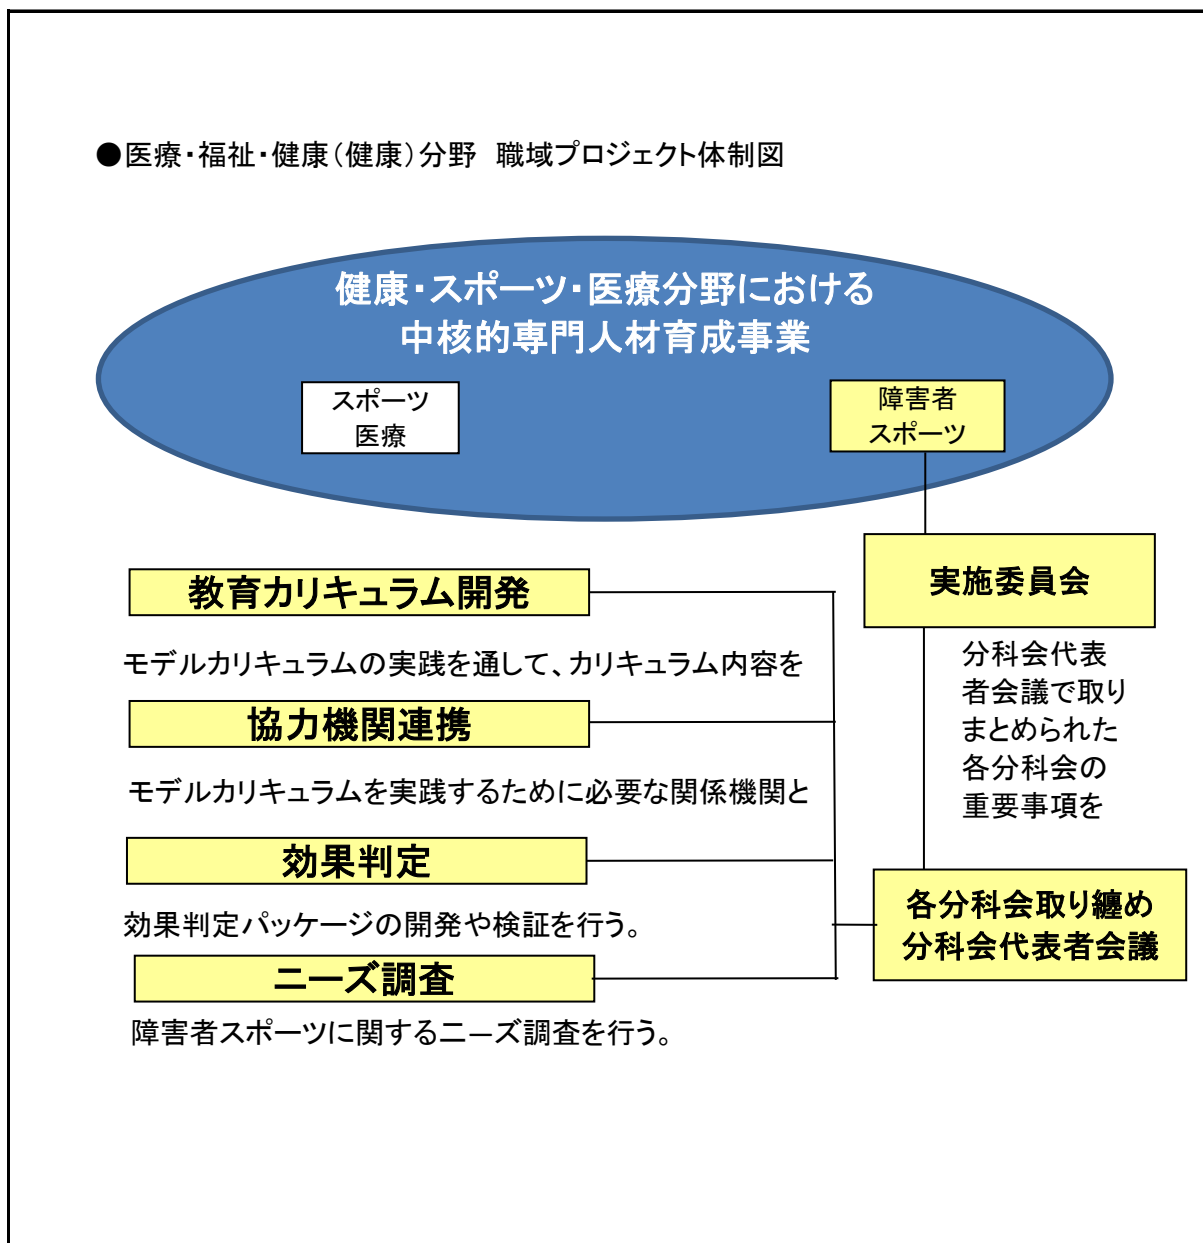 ●医療・福祉・健康(健康)分野 職域プロジェクト体制図
健康・スポーツ・医療分野における
中核的専門人材育成事業
スポーツ
医療
障害者
スポーツ
実施委員会
分科会代表
者会議で取り
まとめられた
各分科会の
重要事項を
教育カリキュラム開発
モデルカリキュラムの実践を通して、カリキュラム内容を
協力機関連携
モデルカリキュラムを実践するために必要な関係機関と
効果判定
効果判定パッケージの開発や検証を行う。
ニーズ調査
障害者スポーツに関するニーズ調査を行う。
各分科会取り纏め
分科会代表者会議